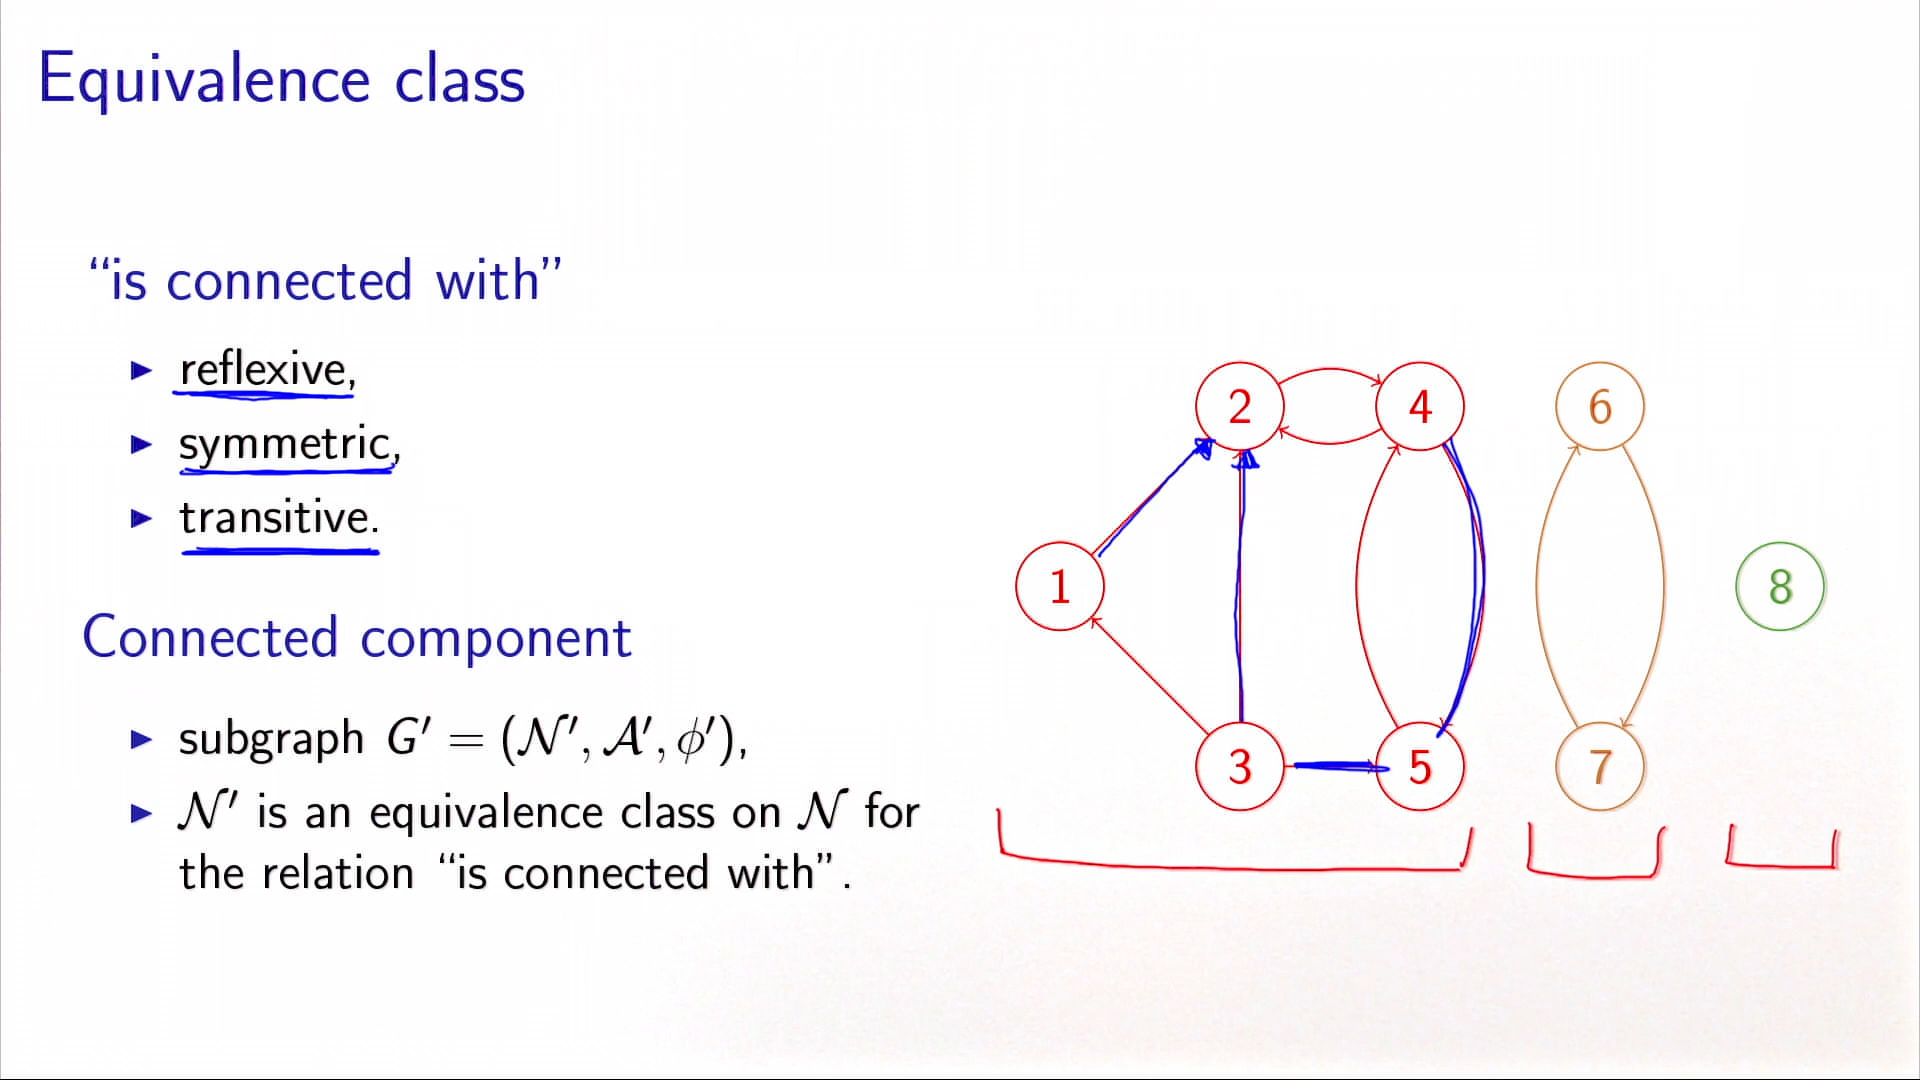 Equivalence class
“is connected with”
▶ reflexive,
▶ symmetric,
▶ transitive.
Connected component
▶ subgraph G′ = (𝒩′, 𝒜′, ϕ′),
▶ 𝒩′ is an equivalence class on 𝒩 for
the relation “is connected with”.
2 4 6
1 8
3 5 7